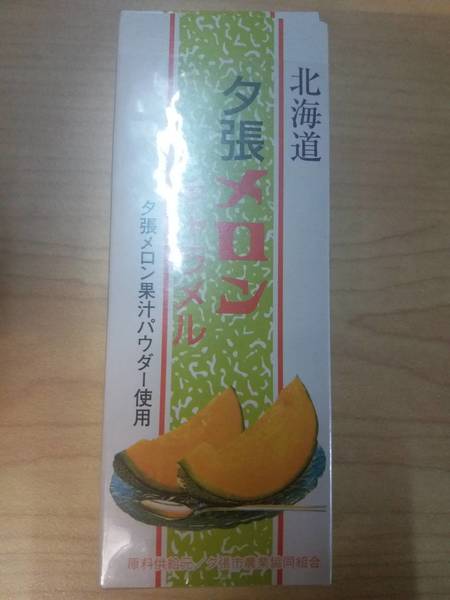 北海道
夕張メロン
キャラメル
夕張メロン果汁パウダー使用
原料供給元／夕張市農業協同組合